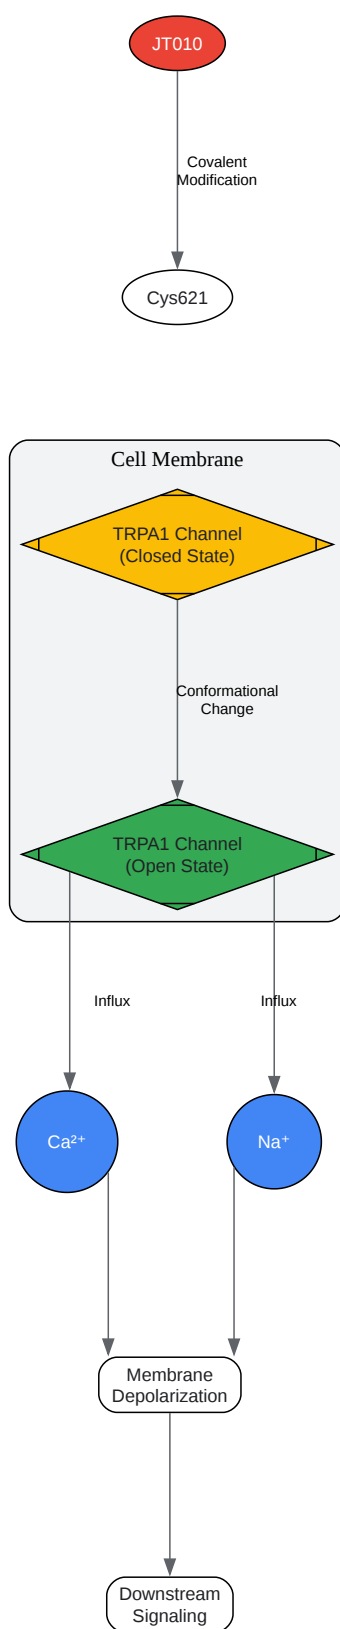 JT010
Covalent
Modification
Cys621
Cell Membrane
TRPA1 Channel
(Closed State)
Conformational
Change
TRPA1 Channel
(Open State)
Influx
Influx
Ca²⁺
Na⁺
Membrane
Depolarization
Downstream
Signaling